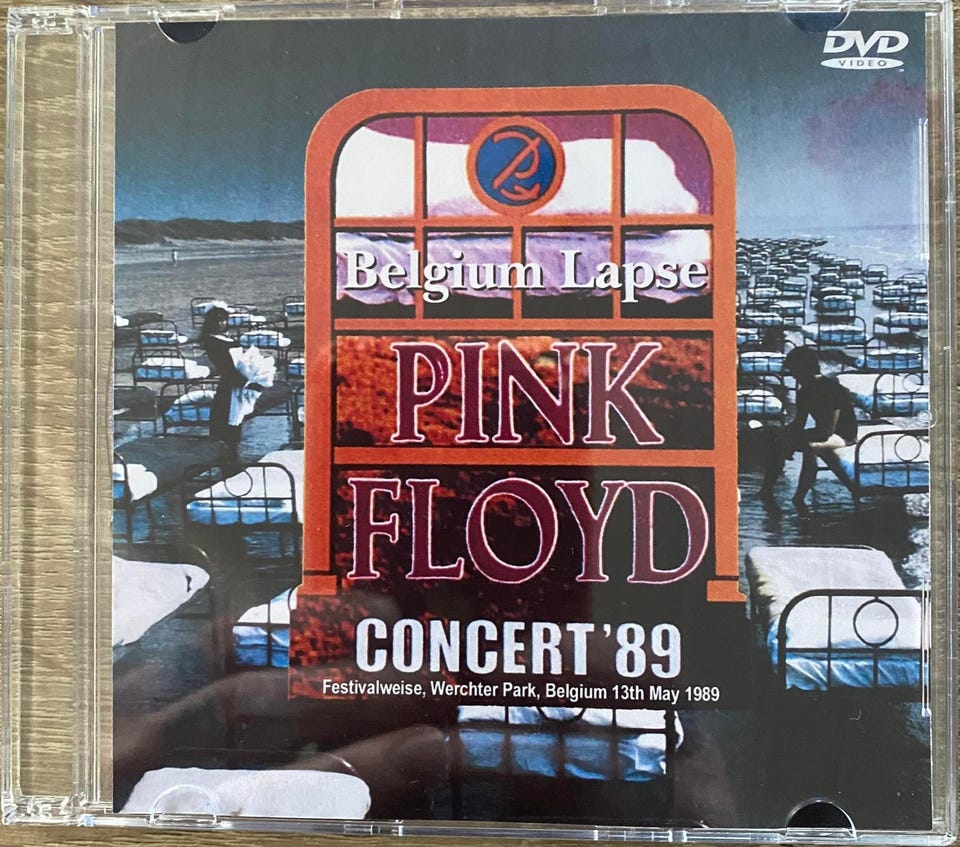 DVD
VIDEO
Belgium Lapse
PINK
FLOYD
CONCERT '89
Festivalweise, Werchter Park, Belgium 13th May 1989